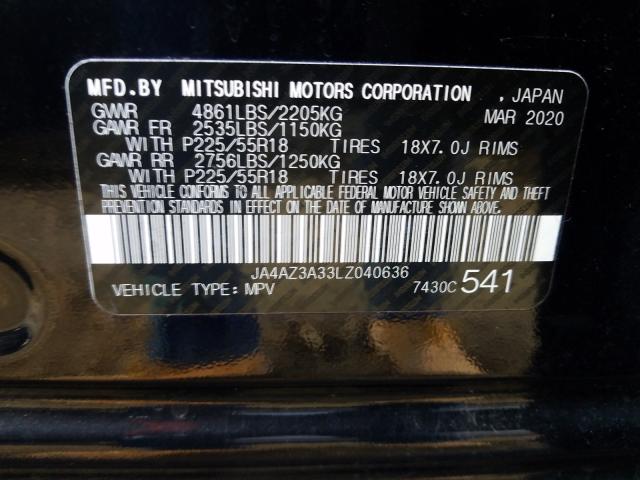 MFD.BY MITSUBISHI MOTORS CORPORATION , JAPAN
GVWR 4861LBS/2205KG MAR 2020
GAWR FR 2535LBS/1150KG
WITH P225/55R18 TIRES 18X7.0J RIMS
GAWR RR 2756LBS/1250KG
WITH P225/55R18 TIRES 18X7.0J RIMS
THIS VEHICLE CONFORMS TO ALL APPLICABLE FEDERAL MOTOR VEHICLE SAFETY AND THEFT
PREVENTION STANDARDS IN EFFECT ON THE DATE OF MANUFACTURE SHOWN ABOVE.
JA4AZ3A33LZ040636
VEHICLE TYPE: MPV 7430C 541